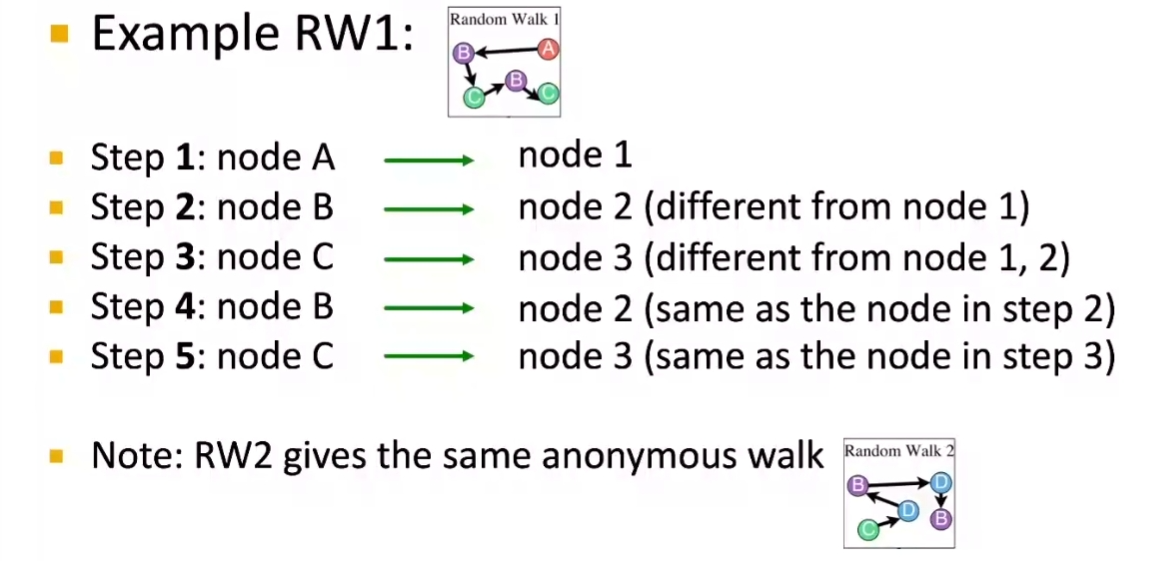 Example RW1:
Random Walk 1
B A
B
C C
Step 1: node A node 1
Step 2: node B node 2 (different from node 1)
Step 3: node C node 3 (different from node 1, 2)
Step 4: node B node 2 (same as the node in step 2)
Step 5: node C node 3 (same as the node in step 3)
Note: RW2 gives the same anonymous walk
Random Walk 2
B D
D
C B